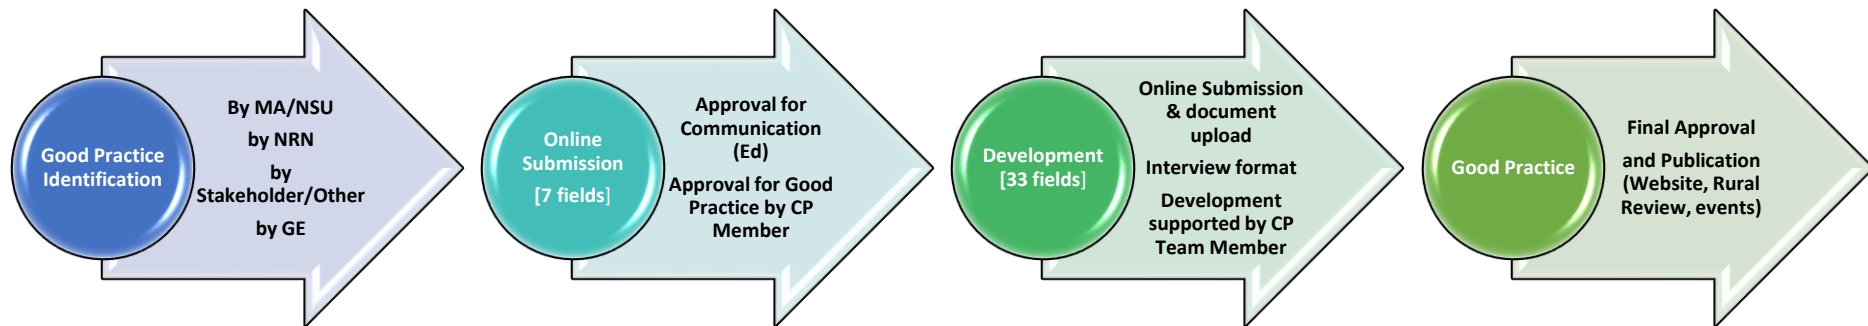 Good Practice
Identification
By MA/NSU
by NRN
by
Stakeholder/Other
by GE
Online
Submission
[7 fields]
Approval for
Communication
(Ed)
Approval for Good
Practice by CP
Member
Development
[33 fields]
Online Submission
& document
upload
Interview format
Development
supported by CP
Team Member
Good Practice
Final Approval
and Publication
(Website, Rural
Review, events)